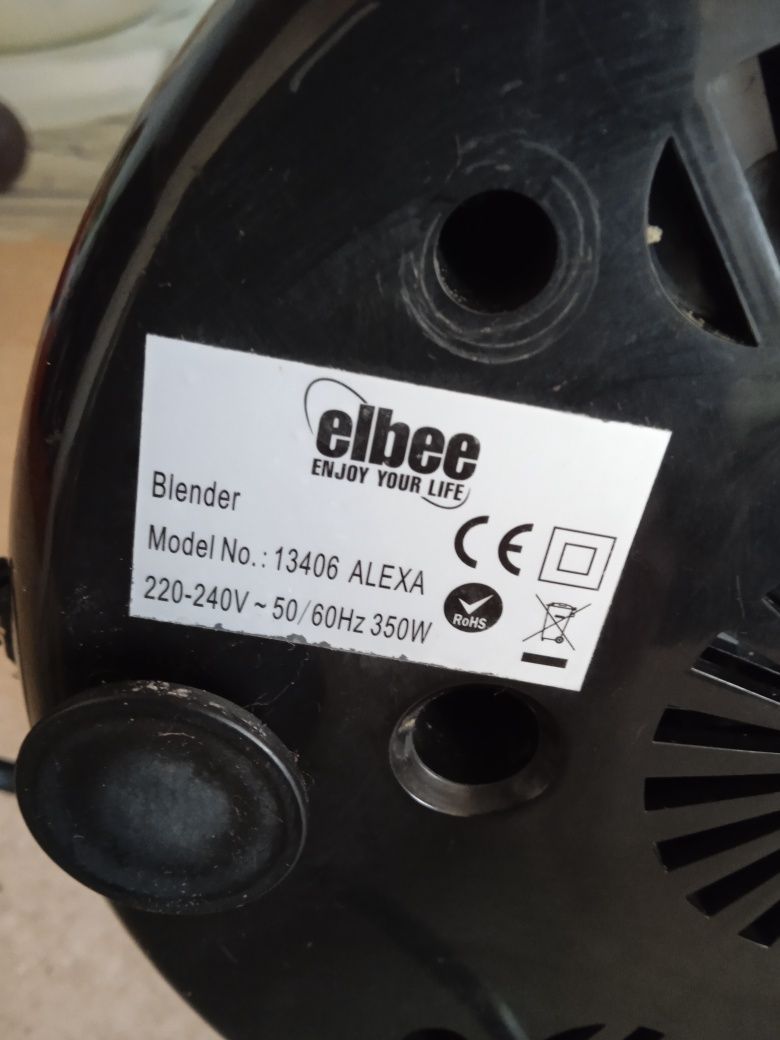 elbee
ENJOY YOUR LIFE
Blender
Model No.: 13406 ALEXA
220-240V ~ 50/60Hz 350W
CE
RoHS